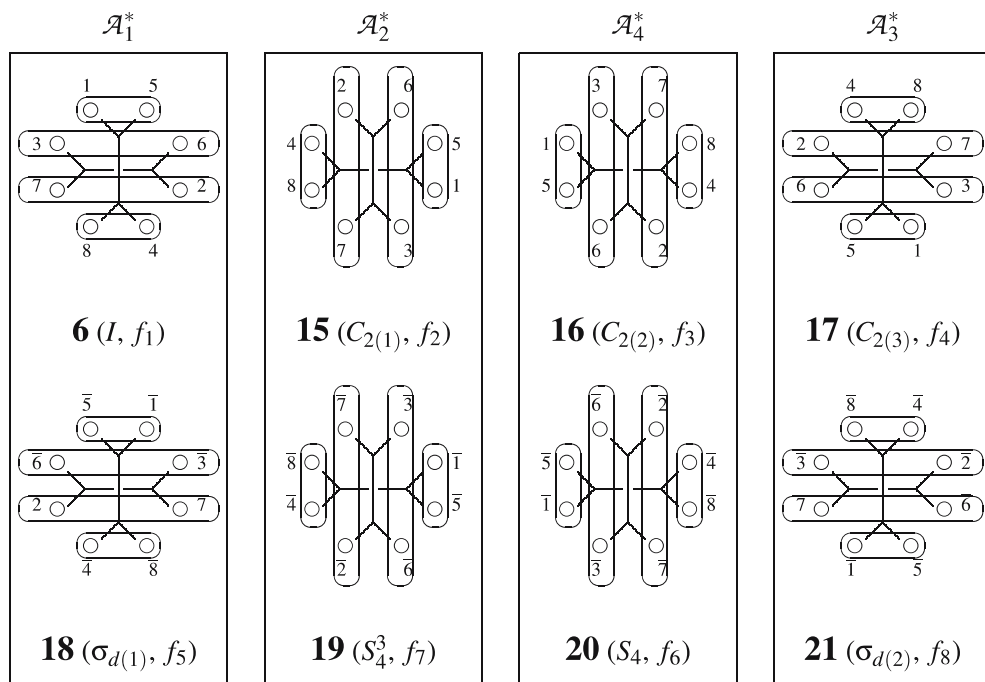 𝒜₁* 𝒜₂* 𝒜₄* 𝒜₃*
1 5 2 6 3 7 4 8
3 6 4 5 1 8 2 7
7 2 8 1 5 4 6 3
8 4 7 3 6 2 5 1
6 (I, f₁) 15 (C₂₍₁₎, f₂) 16 (C₂₍₂₎, f₃) 17 (C₂₍₃₎, f₄)
5̅ 1̅ 7̅ 3̅ 6̅ 2̅ 8̅ 4̅
6̅ 3̅ 8̅ 1̅ 5̅ 4̅ 3̅ 2̅
2 7̅ 4̅ 5̅ 1̅ 8̅ 7 6̅
4̅ 8̅ 2̅ 6̅ 3̅ 7̅ 1̅ 5̅
18 (σ_d₍₁₎, f₅) 19 (S₄³, f₇) 20 (S₄, f₆) 21 (σ_d₍₂₎, f₈)